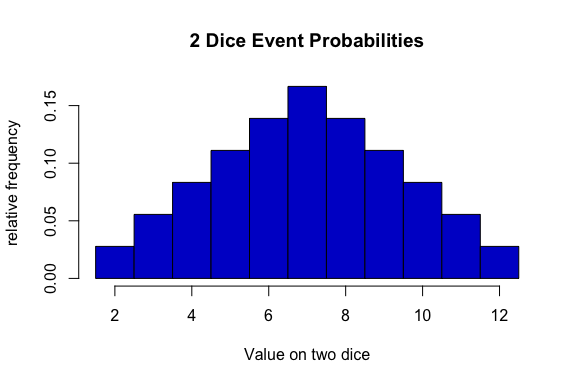 2 Dice Event Probabilities
relative frequency
0.15
0.10
0.05
0.00
2 4 6 8 10 12
Value on two dice